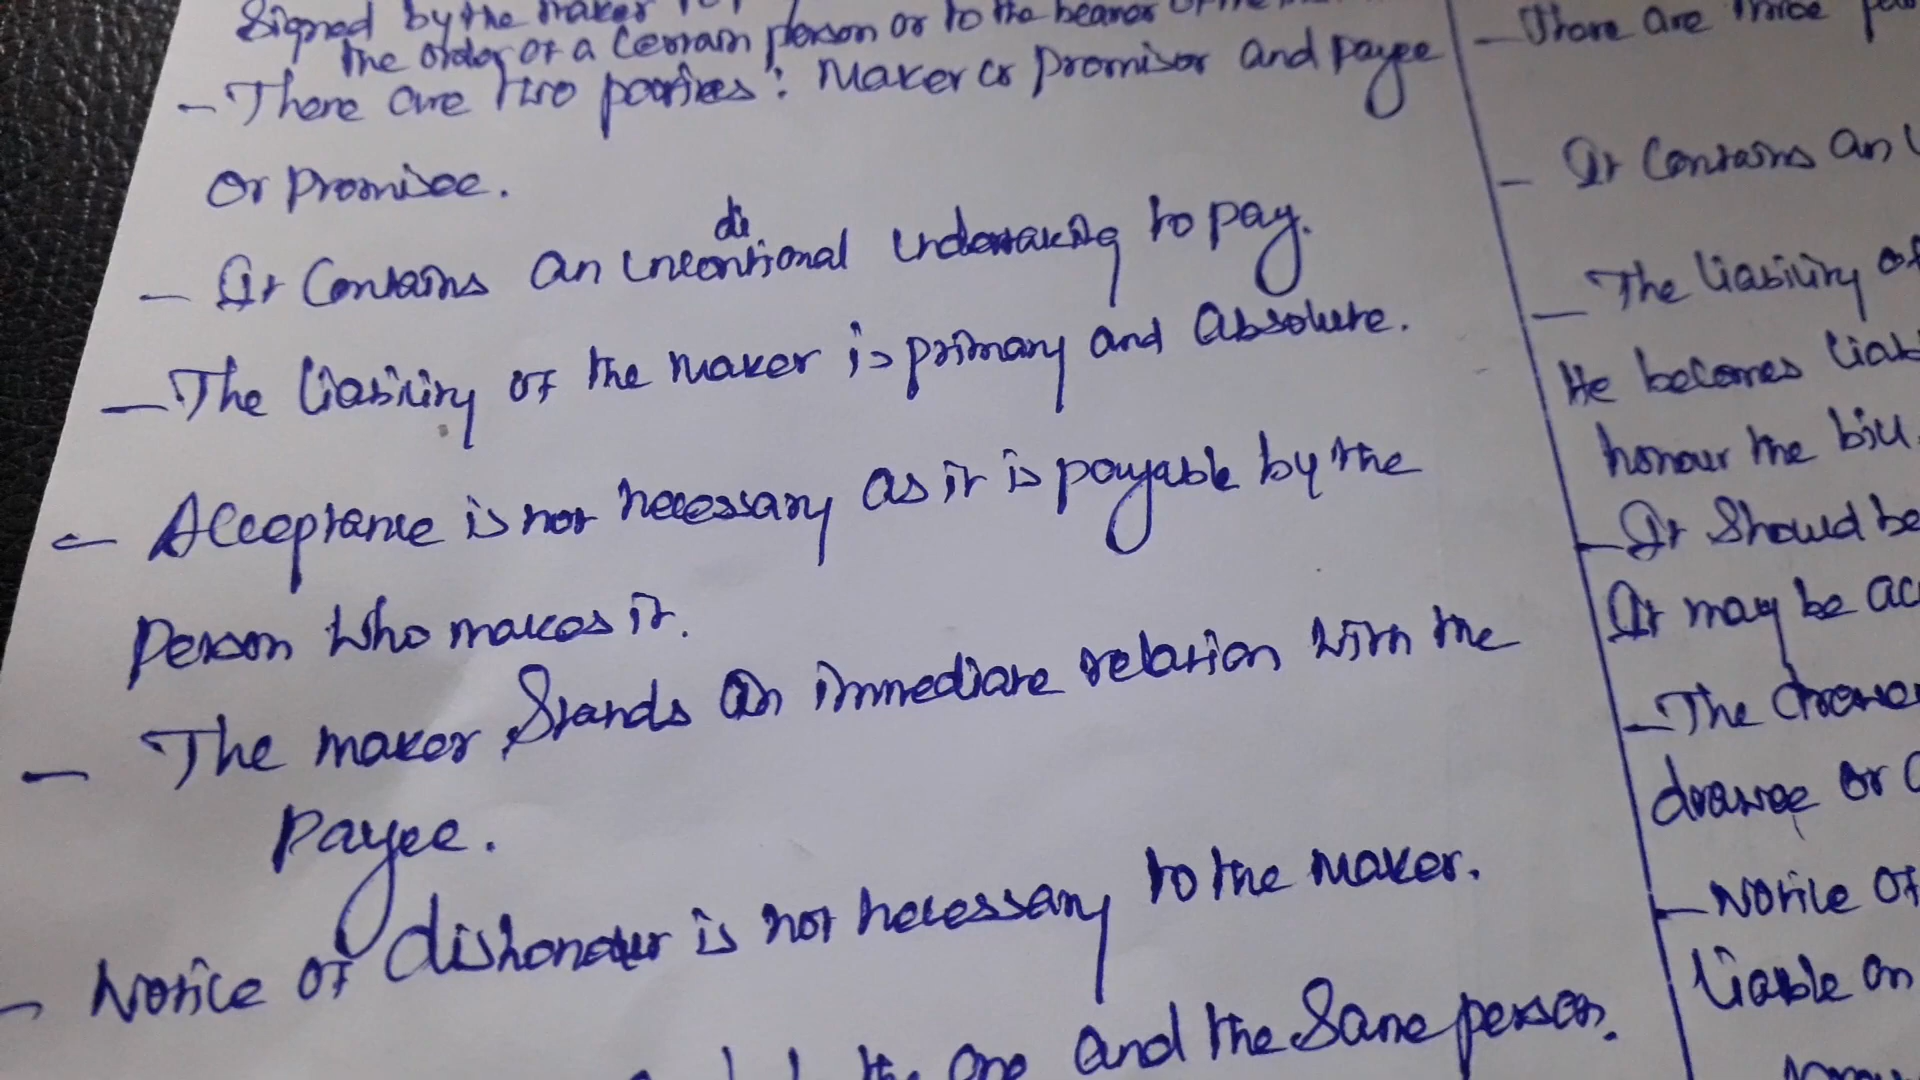 Signed by the maker
the order of a certain person or to the bearer of the
- There are two parties : Maker or promisor and payee
or promisee.
- It contains an unconditional undertaking to pay.
- The liability of the maker is primary and absolute.
- Acceptance is not necessary as it is payable by the
person who makes it.
- The maker stands an immediate relation with the
payee.
- Notice of dishonour is not necessary to the maker.
one and the same person.
- There are three
- It contains an
- The liability of
He becomes
honour the bill.
- It should be
It may be
- The drawer
drawee or
- Notice of
liable on